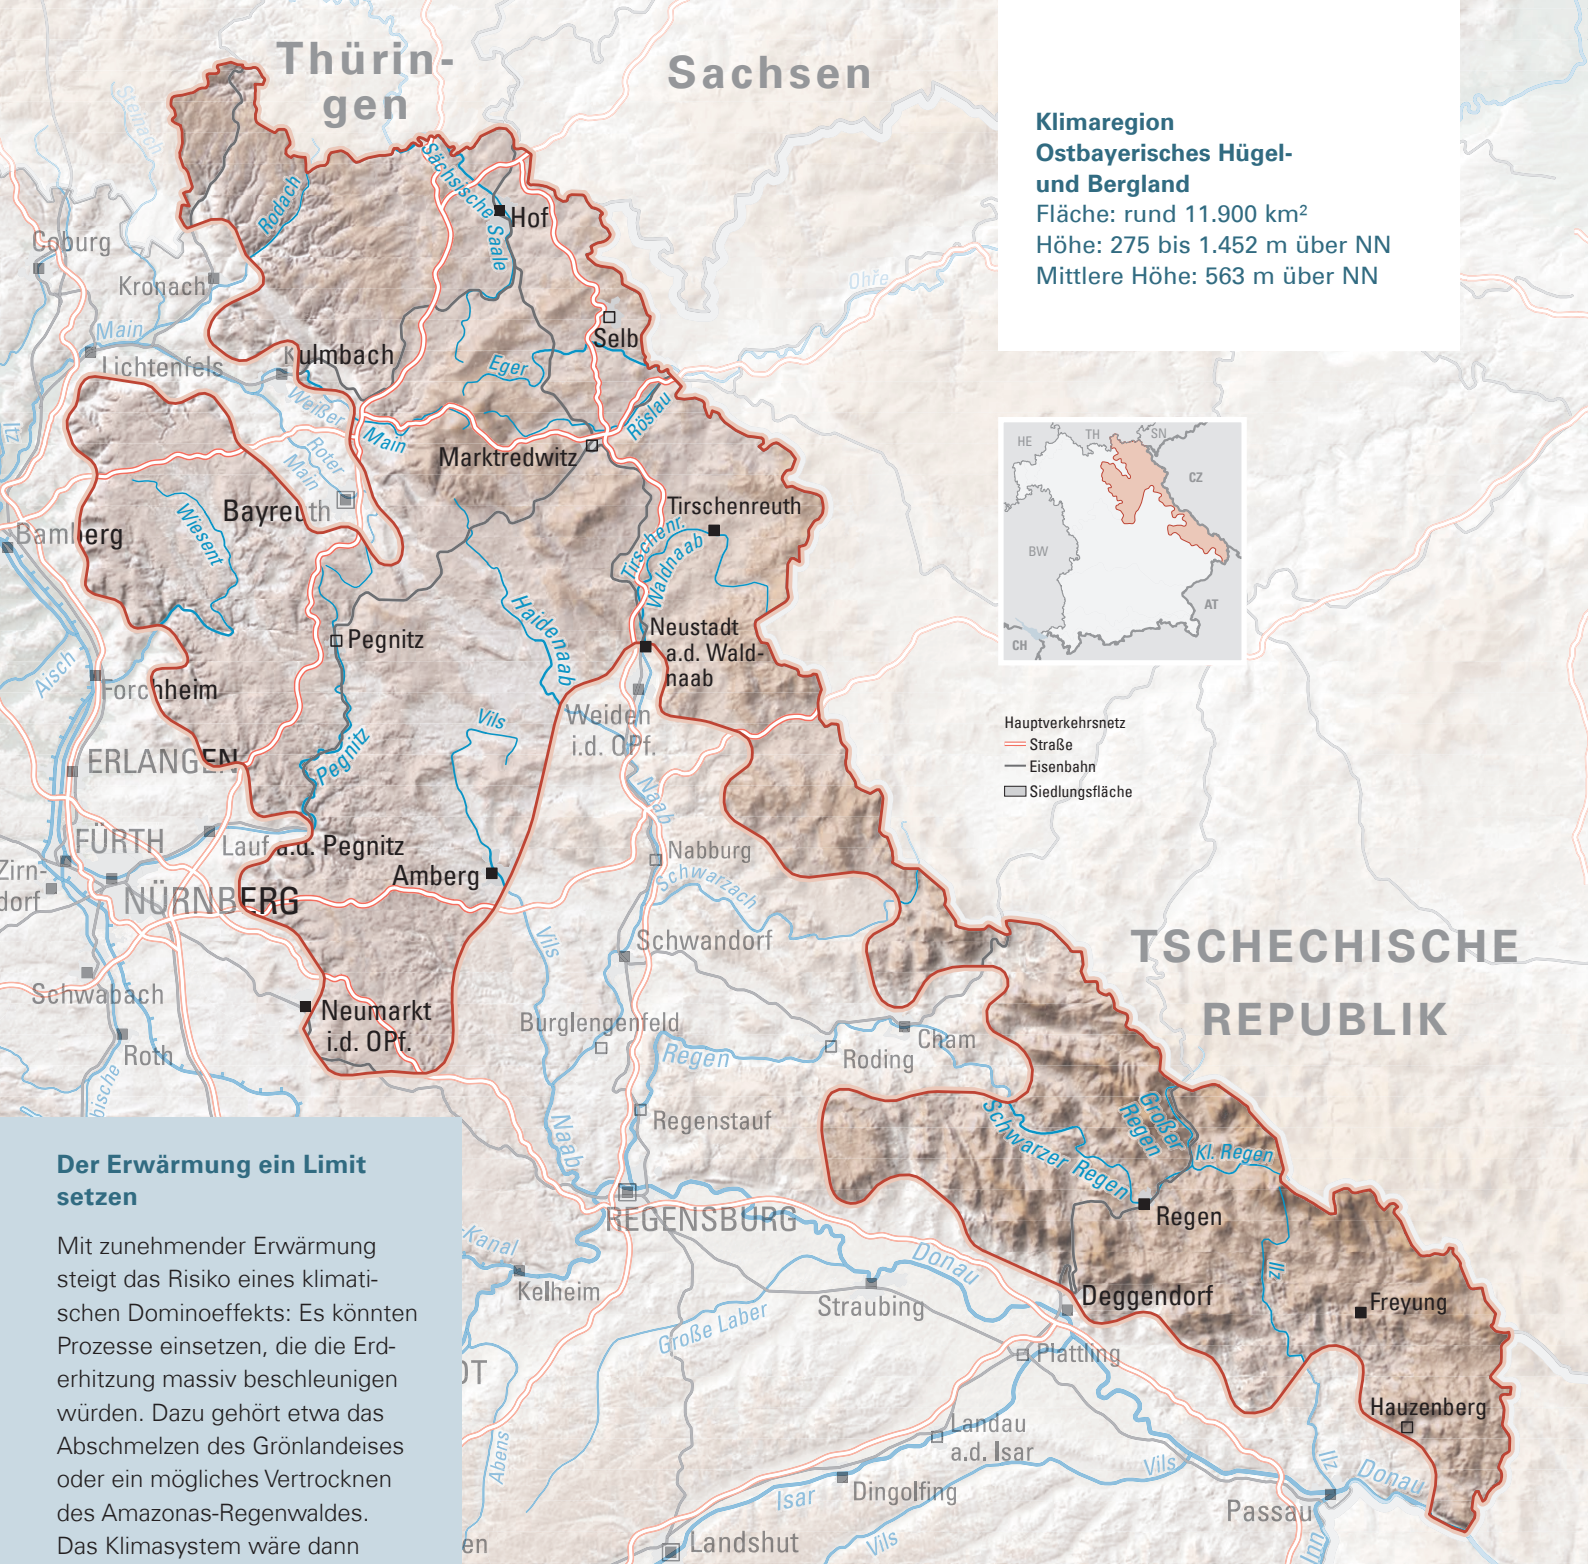 Thürin-
gen
Sachsen
Klimaregion
Ostbayerisches Hügel-
und Bergland
Fläche: rund 11.900 km²
Höhe: 275 bis 1.452 m über NN
Mittlere Höhe: 563 m über NN
Steinach
Rodach
Sächsische Saale
Hof
Coburg
Kronach
Ohre
Main
Lichtenfels
Kulmbach
Selb
Eger
Weißer
Main
Roter
Main
Röslau
Marktredwitz
Ilz
Bayreuth
Wiesent
Bamberg
Tirschenreuth
Tirschenr.
Waldnaab
Haidenaab
Pegnitz
Neustadt
a.d. Wald-
naab
Aisch
Forchheim
Weiden
i.d. OPf.
Vils
ERLANGEN
Pegnitz
Naab
FÜRTH
Lauf a.d. Pegnitz
Nabburg
Zirn-
dorf
Amberg
Schwarzach
NÜRNBERG
Vils
Schwandorf
Schwabach
Neumarkt
i.d. OPf.
Burglengenfeld
Roth
Regen
Roding
Cham
bische
Naab
Regenstauf
Schwarzer Regen
Großer
Regen
Kl. Regen
Regen
REGENSBURG
Kanal
Kelheim
Donau
Straubing
Große Laber
Deggendorf
Ilz
Freyung
Plattling
DT
Abens
Landau
a.d. Isar
Hauzenberg
Isar
Dingolfing
Vils
Ilz
Donau
Passau
Inn
Landshut
Vils
en
HE
TH
SN
CZ
BW
AT
CH
Hauptverkehrsnetz
Straße
Eisenbahn
Siedlungsfläche
TSCHECHISCHE
REPUBLIK
Der Erwärmung ein Limit
setzen
Mit zunehmender Erwärmung
steigt das Risiko eines klimati-
schen Dominoeffekts: Es könnten
Prozesse einsetzen, die die Erd-
erhitzung massiv beschleunigen
würden. Dazu gehört etwa das
Abschmelzen des Grönlandeises
oder ein mögliches Vertrocknen
des Amazonas-Regenwaldes.
Das Klimasystem wäre dann